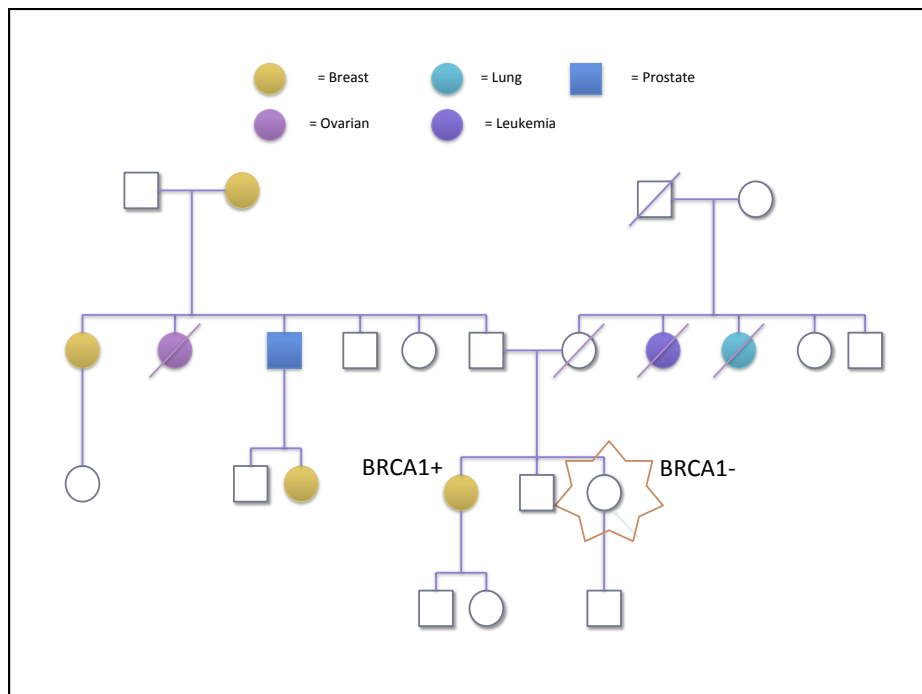 = Breast
= Lung
= Prostate
= Ovarian
= Leukemia
BRCA1+
BRCA1-